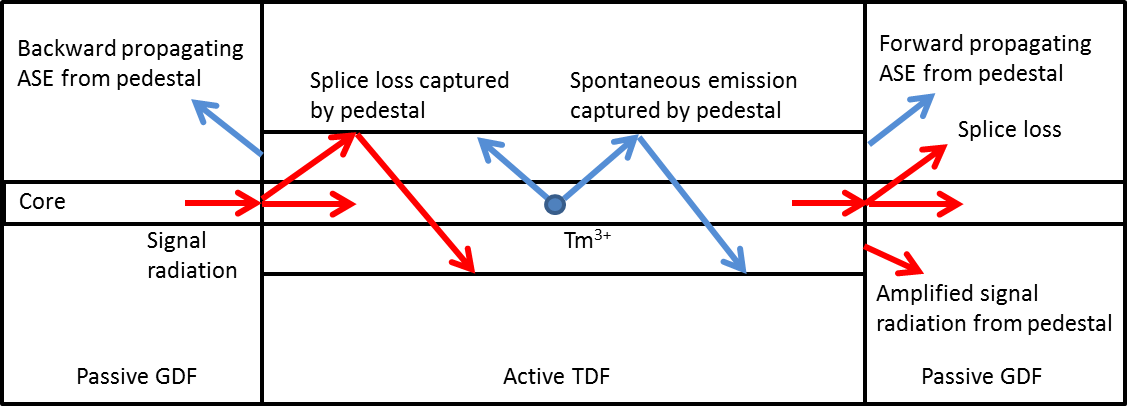 Backward propagating
ASE from pedestal
Splice loss captured
by pedestal
Spontaneous emission
captured by pedestal
Forward propagating
ASE from pedestal
Splice loss
Core
Signal
radiation
Tm³⁺
Amplified signal
radiation from pedestal
Passive GDF
Active TDF
Passive GDF